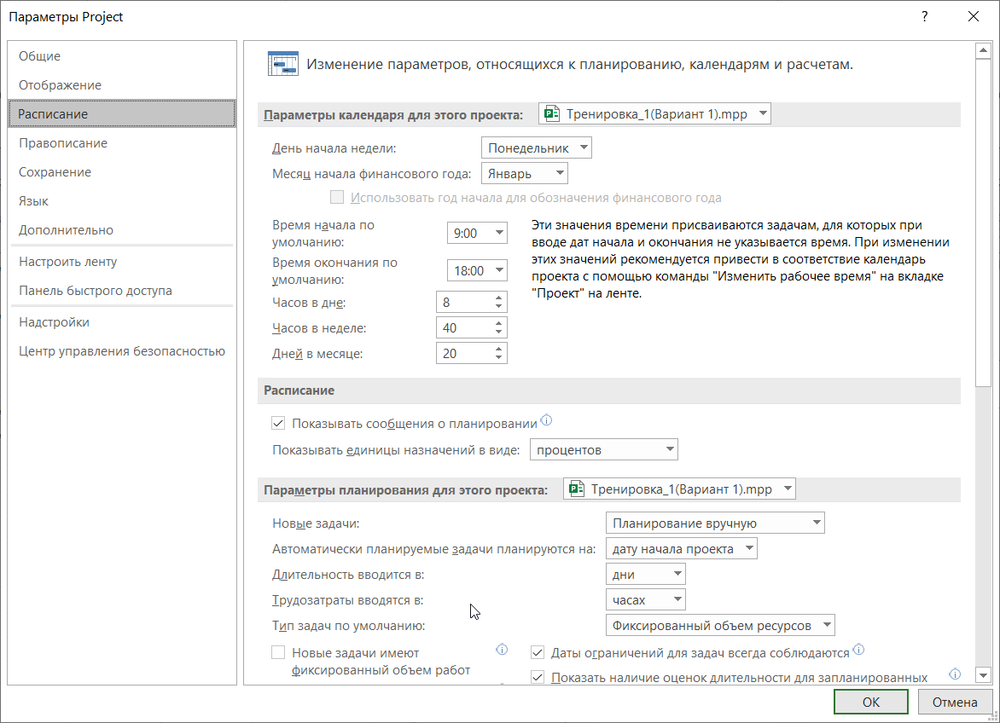 Параметры Project
?
Общие
Отображение
Расписание
Правописание
Сохранение
Язык
Дополнительно
Настроить ленту
Панель быстрого доступа
Надстройки
Центр управления безопасностью
Изменение параметров, относящихся к планированию, календарям и расчетам.
Параметры календаря для этого проекта: Тренировка_1(Вариант 1).mpp
День начала недели: Понедельник
Месяц начала финансового года: Январь
Использовать год начала для обозначения финансового года
Время начала по
умолчанию: 9:00
Время окончания по
умолчанию: 18:00
Эти значения времени присваиваются задачам, для которых при
вводе дат начала и окончания не указывается время. При изменении
этих значений рекомендуется привести в соответствие календарь
проекта с помощью команды "Изменить рабочее время" на вкладке
"Проект" на ленте.
Часов в дне: 8
Часов в неделе: 40
Дней в месяце: 20
Расписание
Показывать сообщения о планировании
Показывать единицы назначений в виде: процентов
Параметры планирования для этого проекта: Тренировка_1(Вариант 1).mpp
Новые задачи: Планирование вручную
Автоматически планируемые задачи планируются на: дату начала проекта
Длительность вводится в: дни
Трудозатраты вводятся в: часах
Тип задач по умолчанию: Фиксированный объем ресурсов
Новые задачи имеют
фиксированный объем работ
Даты ограничений для задач всегда соблюдаются
Показать наличие оценок длительности для запланированных
ОК
Отмена